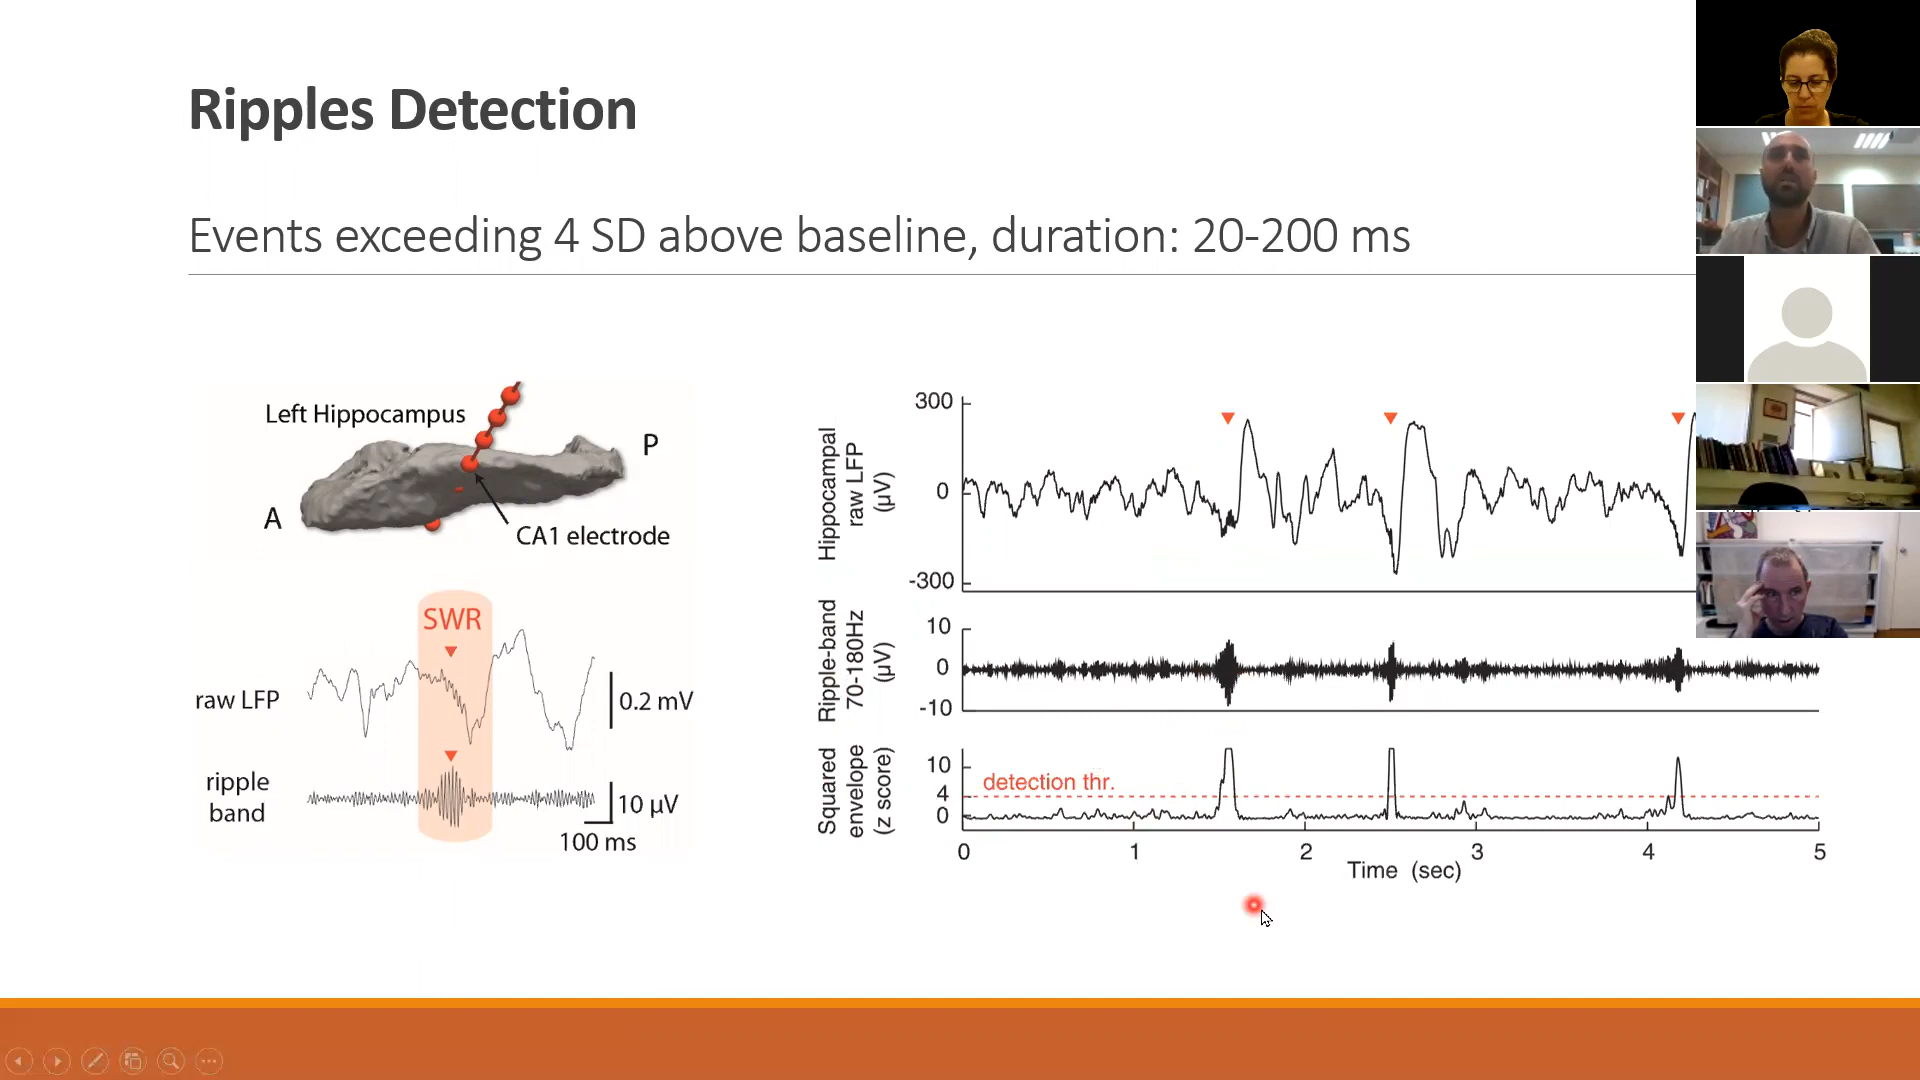 Ripples Detection
Events exceeding 4 SD above baseline, duration: 20-200 ms
Left Hippocampus
P
A
CA1 electrode
SWR
raw LFP
0.2 mV
ripple
band
10 μV
100 ms
Hippocampal
raw LFP
(μV)
300
0
-300
Ripple-band
70-180Hz
(μV)
10
0
-10
Squared
envelope
(z score)
10
4
0
detection thr.
0
1
2
3
4
5
Time (sec)